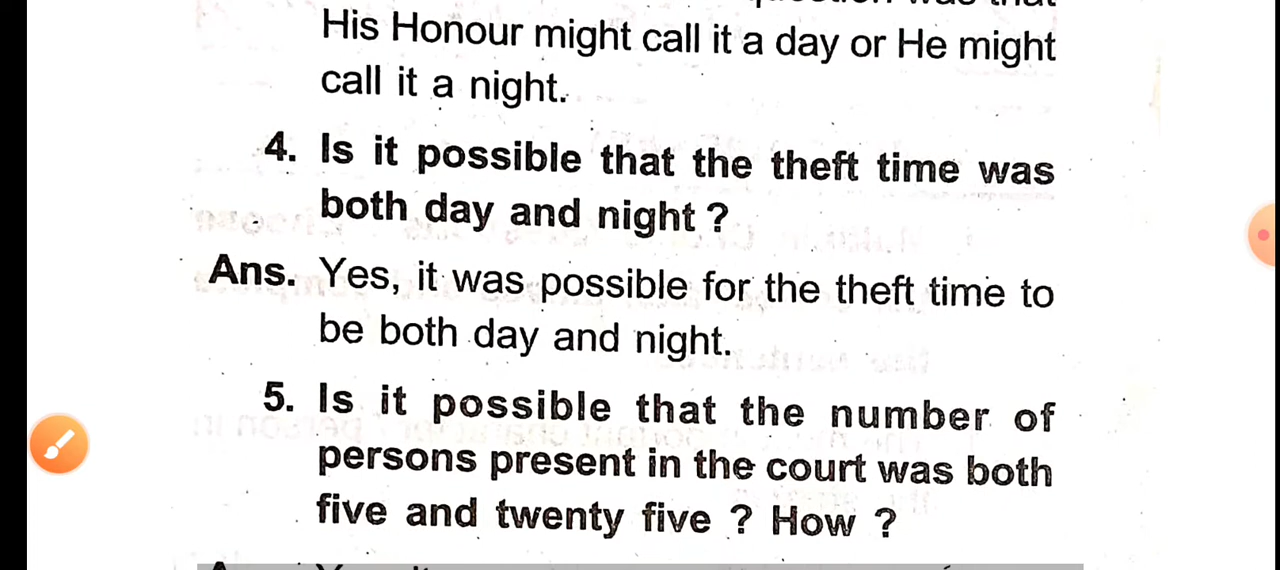 His Honour might call it a day or He might
call it a night.
4. Is it possible that the theft time was
both day and night ?
Ans. Yes, it was possible for the theft time to
be both day and night.
5. Is it possible that the number of
persons present in the court was both
five and twenty five ? How ?